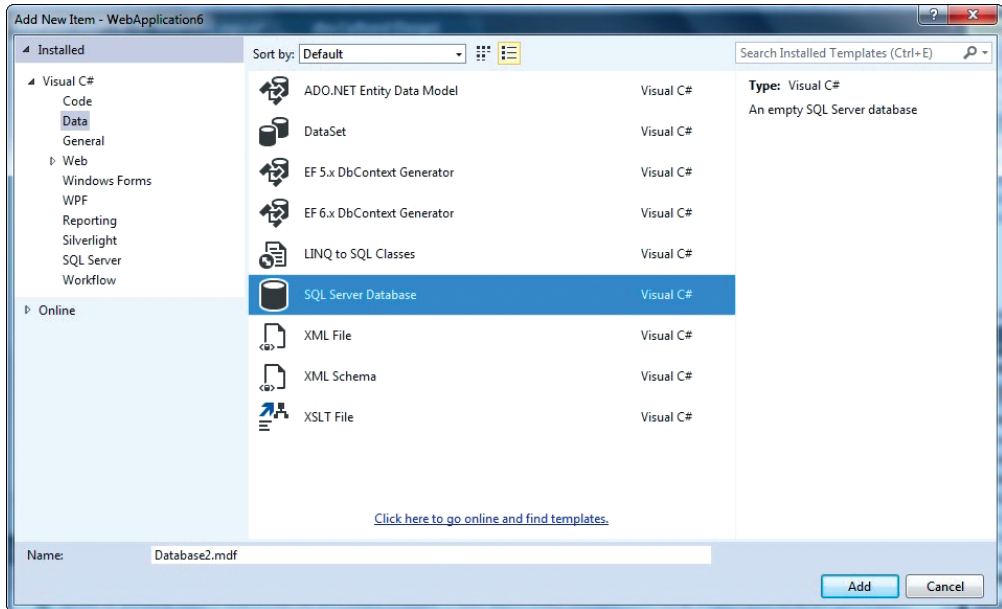 Add New Item - WebApplication6
Installed
Visual C#
Code
Data
General
Web
Windows Forms
WPF
Reporting
Silverlight
SQL Server
Workflow
Online
Sort by: Default
ADO.NET Entity Data Model Visual C#
DataSet Visual C#
EF 5.x DbContext Generator Visual C#
EF 6.x DbContext Generator Visual C#
LINQ to SQL Classes Visual C#
SQL Server Database Visual C#
XML File Visual C#
XML Schema Visual C#
XSLT File Visual C#
Click here to go online and find templates.
Search Installed Templates (Ctrl+E)
Type: Visual C#
An empty SQL Server database
Name: Database2.mdf
Add Cancel